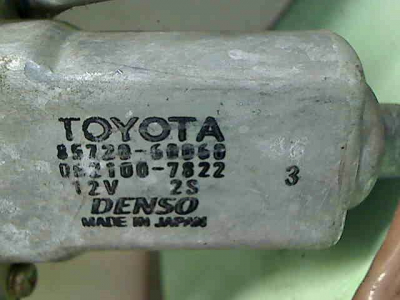 TOYOTA
85720-60060
062100-7822
3
12V 2S
DENSO
MADE IN JAPAN